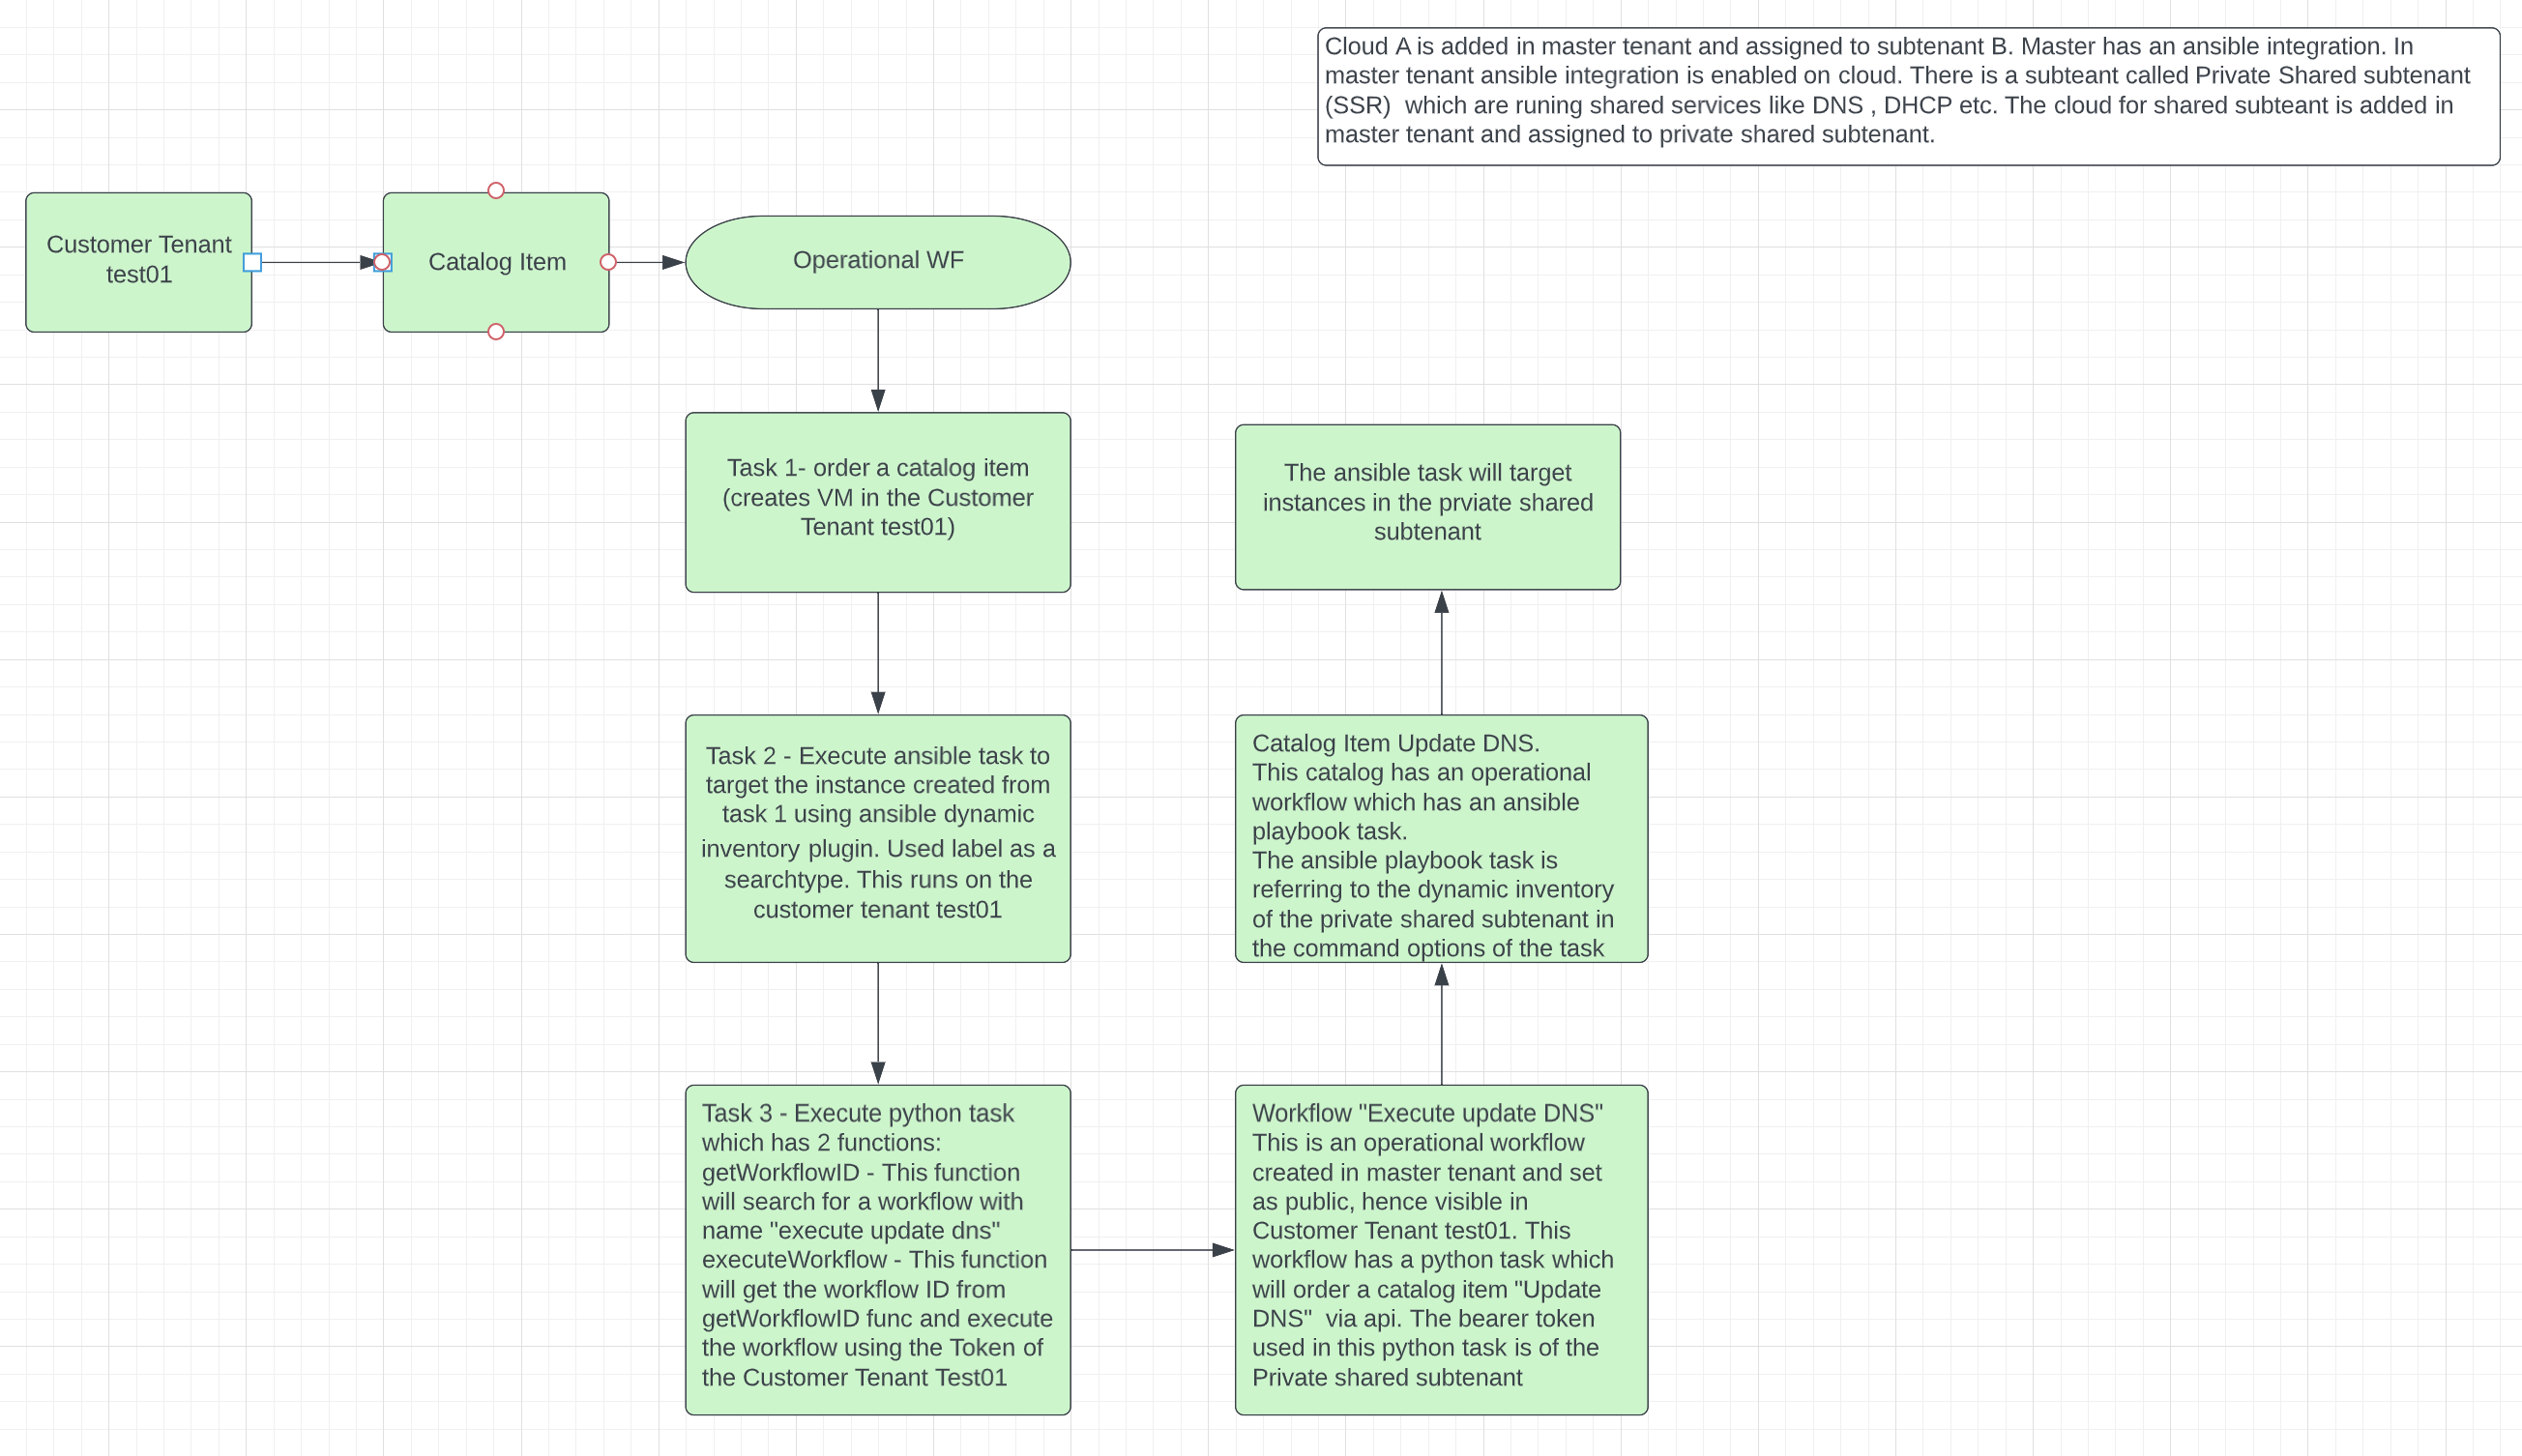 Cloud A is added in master tenant and assigned to subtenant B. Master has an ansible integration. In
master tenant ansible integration is enabled on cloud. There is a subteant called Private Shared subtenant
(SSR)  which are runing shared services like DNS , DHCP etc. The cloud for shared subteant is added in
master tenant and assigned to private shared subtenant.
Customer Tenant
test01
Catalog Item
Operational WF
Task 1- order a catalog item
(creates VM in the Customer
Tenant test01)
The ansible task will target
instances in the prviate shared
subtenant
Task 2 - Execute ansible task to
target the instance created from
task 1 using ansible dynamic
inventory plugin. Used label as a
searchtype. This runs on the
customer tenant test01
Catalog Item Update DNS.
This catalog has an operational
workflow which has an ansible
playbook task.
The ansible playbook task is
referring to the dynamic inventory
of the private shared subtenant in
the command options of the task
Task 3 - Execute python task
which has 2 functions:
getWorkflowID - This function
will search for a workflow with
name "execute update dns"
executeWorkflow - This function
will get the workflow ID from
getWorkflowID func and execute
the workflow using the Token of
the Customer Tenant Test01
Workflow "Execute update DNS"
This is an operational workflow
created in master tenant and set
as public, hence visible in
Customer Tenant test01. This
workflow has a python task which
will order a catalog item "Update
DNS"  via api. The bearer token
used in this python task is of the
Private shared subtenant